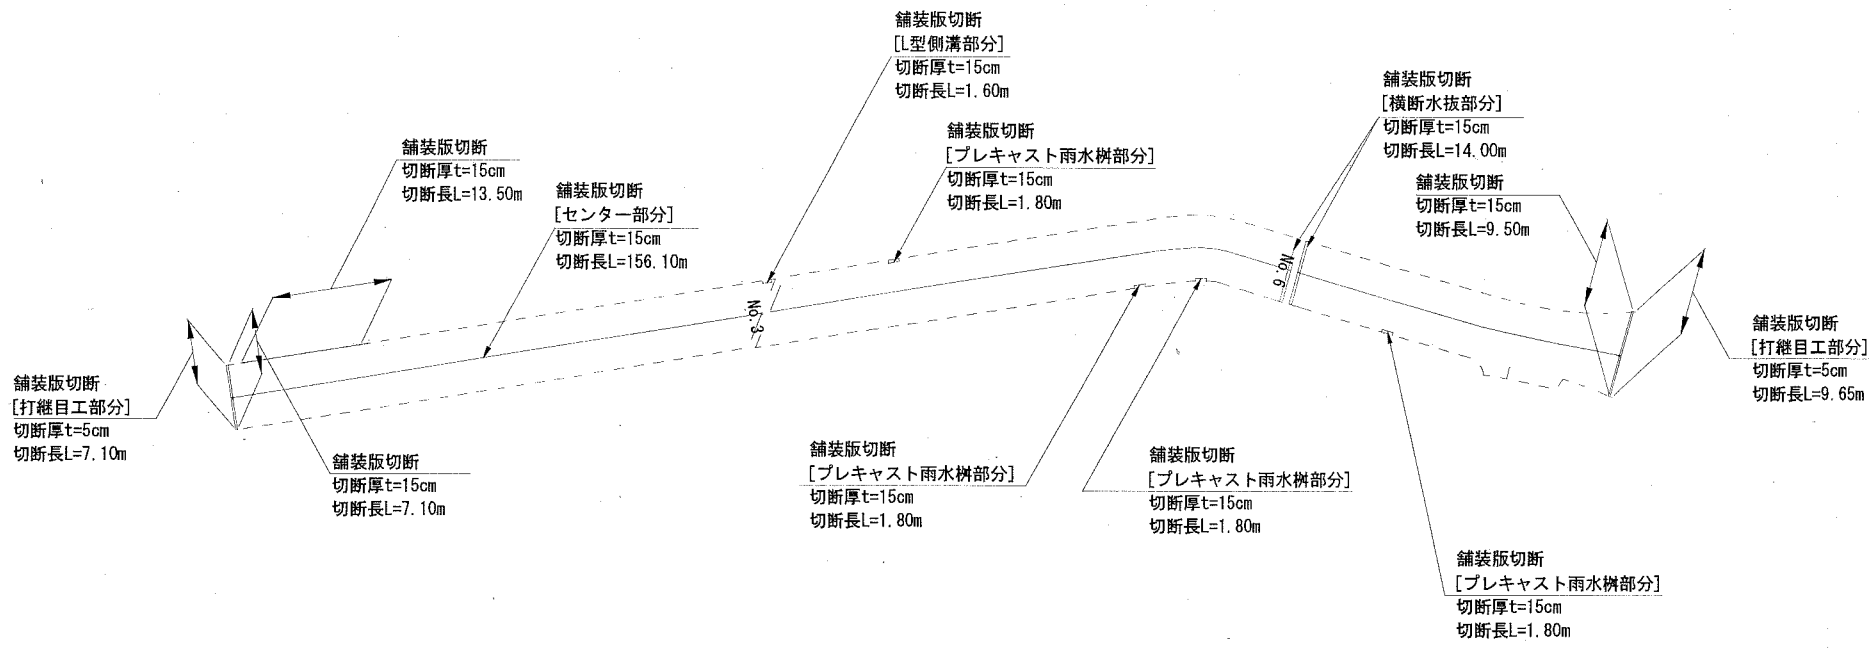 舗装版切断
[L型側溝部分]
切断厚t=15cm
切断長L=1.60m
舗装版切断
[横断水抜部分]
切断厚t=15cm
切断長L=14.00m
舗装版切断
[プレキャスト雨水桝部分]
切断厚t=15cm
切断長L=1.80m
舗装版切断
切断厚t=15cm
切断長L=13.50m
舗装版切断
[センター部分]
切断厚t=15cm
切断長L=156.10m
舗装版切断
切断厚t=15cm
切断長L=9.50m
No.6
No.3
舗装版切断
[打継目工部分]
切断厚t=5cm
切断長L=9.65m
舗装版切断
[打継目工部分]
切断厚t=5cm
切断長L=7.10m
舗装版切断
切断厚t=15cm
切断長L=7.10m
舗装版切断
[プレキャスト雨水桝部分]
切断厚t=15cm
切断長L=1.80m
舗装版切断
[プレキャスト雨水桝部分]
切断厚t=15cm
切断長L=1.80m
舗装版切断
[プレキャスト雨水桝部分]
切断厚t=15cm
切断長L=1.80m